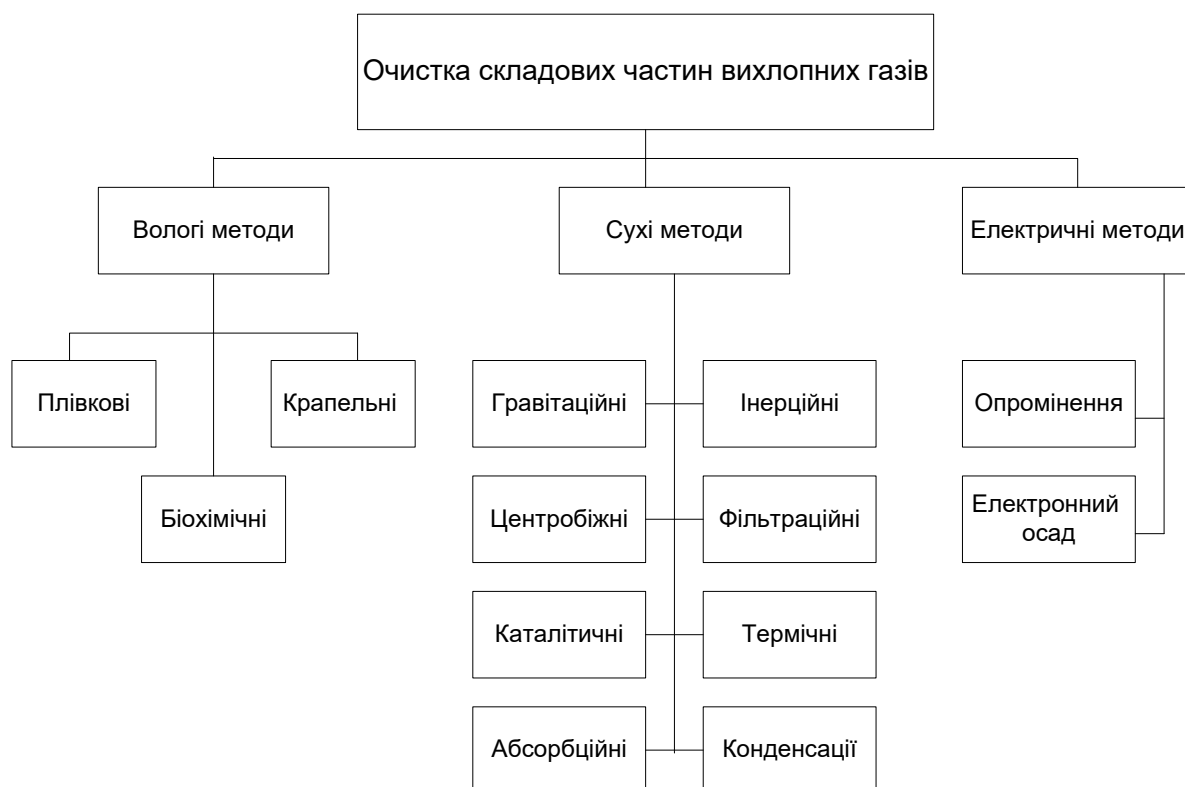 Очистка складових частин вихлопних газів
Вологі методи
Сухі методи
Електричні методи
Плівкові
Крапельні
Гравітаційні
Інерційні
Опромінення
Біохімічні
Центробіжні
Фільтраційні
Електронний
осад
Каталітичні
Термічні
Абсорбційні
Конденсації